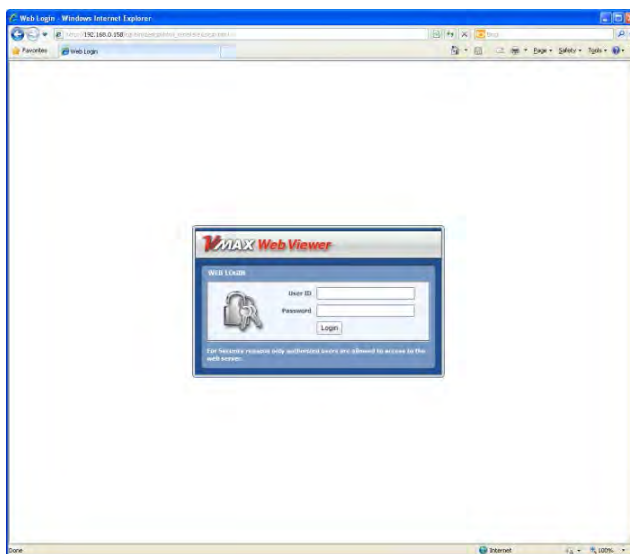 Web Login - Windows Internet Explorer
192.168.0.158
Favorites Web Login Page Safety Tools
VMAX Web Viewer
WEB LOGIN
User ID
Password
Login
For security reasons only authorized users are allowed to access to the
web server.
Done Internet 100%